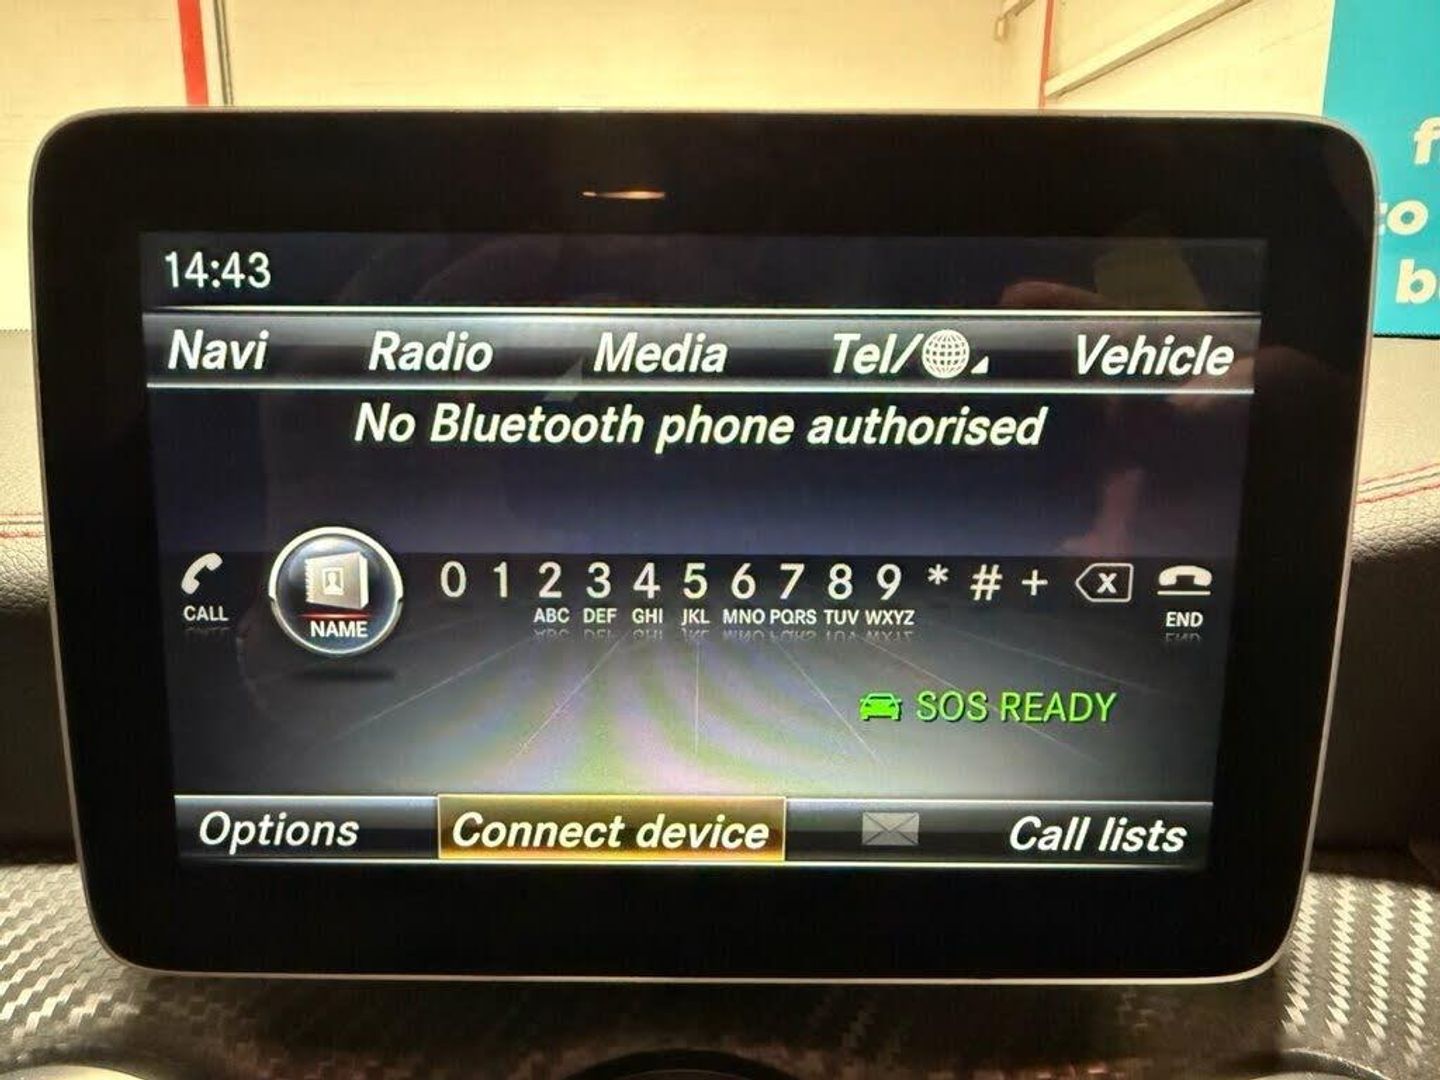 14:43
Navi Radio Media Tel/ Vehicle
No Bluetooth phone authorised
CALL NAME 0 1 2 3 4 5 6 7 8 9 * # + x END
ABC DEF GHI JKL MNO PQRS TUV WXYZ
SOS READY
Options Connect device Call lists
to